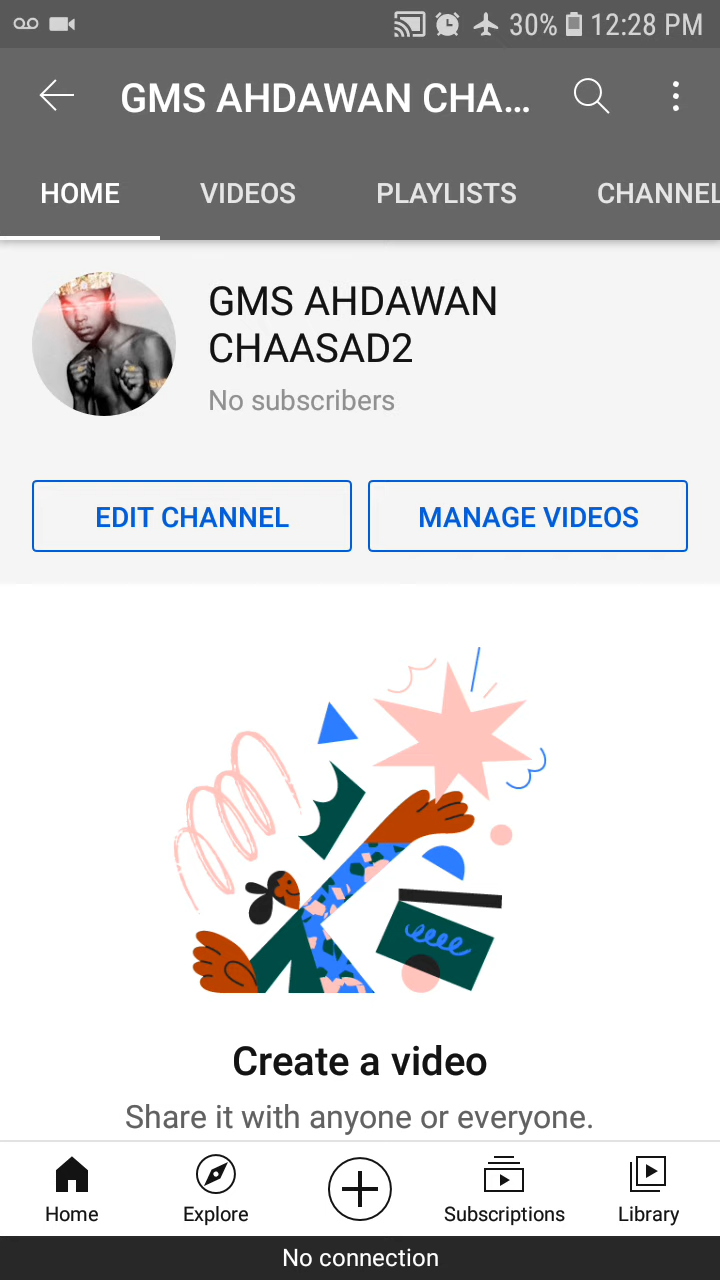 30% 12:28 PM
GMS AHDAWAN CHA...
HOME VIDEOS PLAYLISTS CHANNEL
GMS AHDAWAN
CHAASAD2
No subscribers
EDIT CHANNEL MANAGE VIDEOS
Create a video
Share it with anyone or everyone.
Home Explore Subscriptions Library
No connection